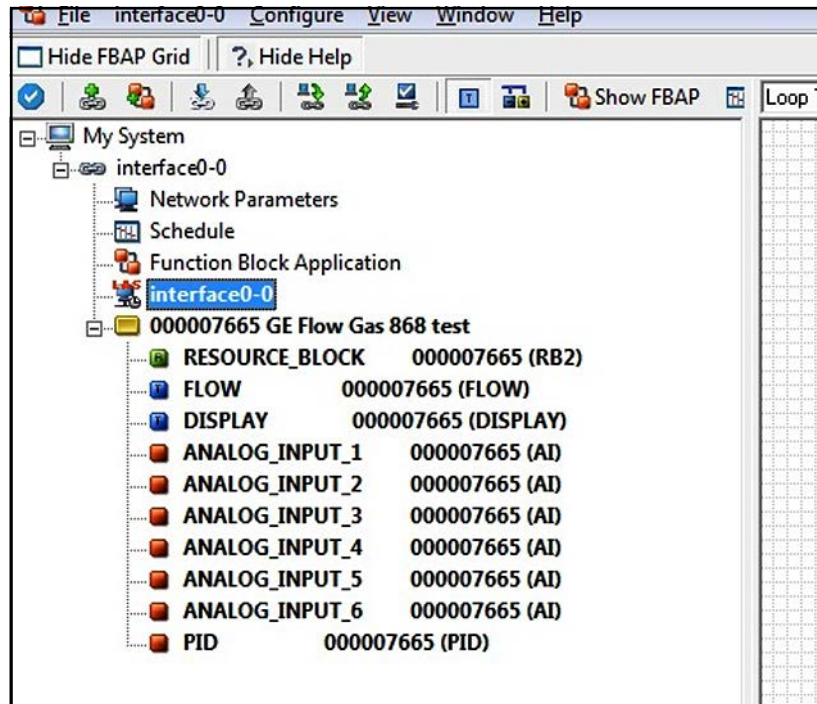 File interface0-0 Configure View Window Help
Hide FBAP Grid ?, Hide Help
T Show FBAP Loop
My System
interface0-0
Network Parameters
Schedule
Function Block Application
LAS interface0-0
000007665 GE Flow Gas 868 test
R RESOURCE_BLOCK 000007665 (RB2)
T FLOW 000007665 (FLOW)
T DISPLAY 000007665 (DISPLAY)
ANALOG_INPUT_1 000007665 (AI)
ANALOG_INPUT_2 000007665 (AI)
ANALOG_INPUT_3 000007665 (AI)
ANALOG_INPUT_4 000007665 (AI)
ANALOG_INPUT_5 000007665 (AI)
ANALOG_INPUT_6 000007665 (AI)
PID 000007665 (PID)